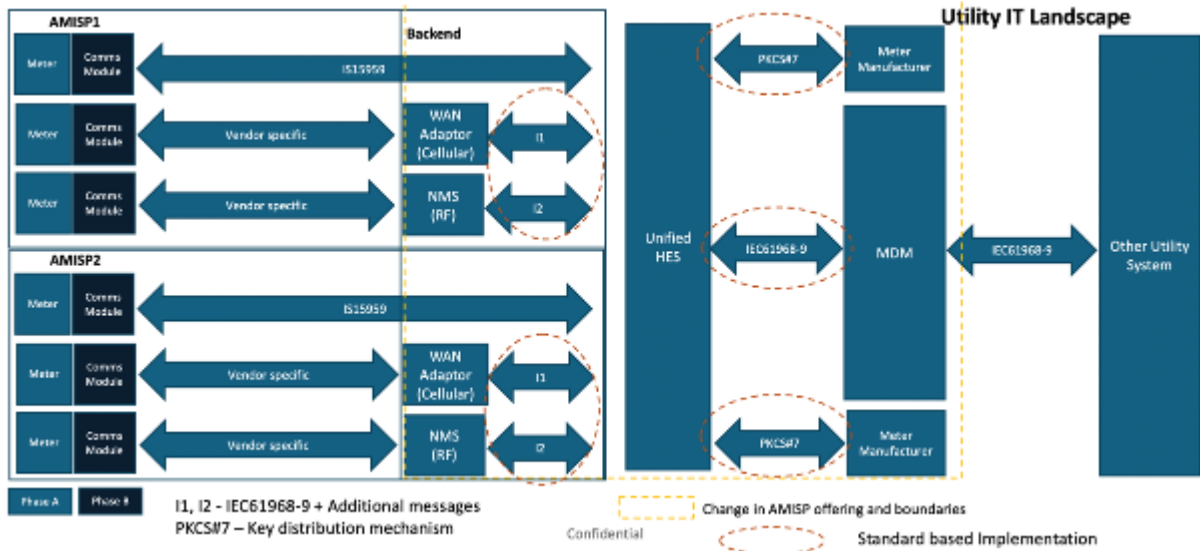 AMISP1
Backend
Utility IT Landscape
Meter
Comms
Module
IS15959
PKCS#7
Meter
Manufacturer
Meter
Comms
Module
Vendor specific
WAN
Adaptor
(Cellular)
I1
Meter
Comms
Module
Vendor specific
NMS
(RF)
I2
Unified
HES
IEC61968-9
MDM
IEC61968-9
Other Utility
System
AMISP2
Meter
Comms
Module
IS15959
Meter
Comms
Module
Vendor specific
WAN
Adaptor
(Cellular)
I1
Meter
Comms
Module
Vendor specific
NMS
(RF)
I2
PKCS#7
Meter
Manufacturer
Phase A
Phase B
I1, I2 - IEC61968-9 + Additional messages
PKCS#7 – Key distribution mechanism
Confidential
Change in AMISP offering and boundaries
Standard based Implementation